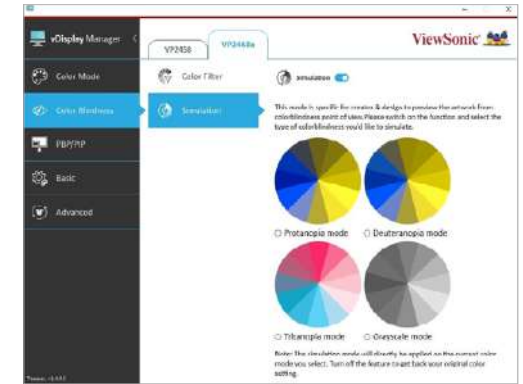 vDisplay Manager
VP2458
VP2468a
ViewSonic
Color Mode
Color Filter
Simulation
Color Blindness
Simulation
This mode is specific for creator & design to preview the artwork from
colorblindness point of view. Please switch on the function and select the
type of colorblindness you'd like to simulate.
PBP/PIP
Basic
Advanced
Protanopia mode
Deuteranopia mode
Tritanopia mode
Grayscale mode
Note: The simulation mode will directly be applied on the current color
mode you select. Turn off the feature to get back your original color
setting.